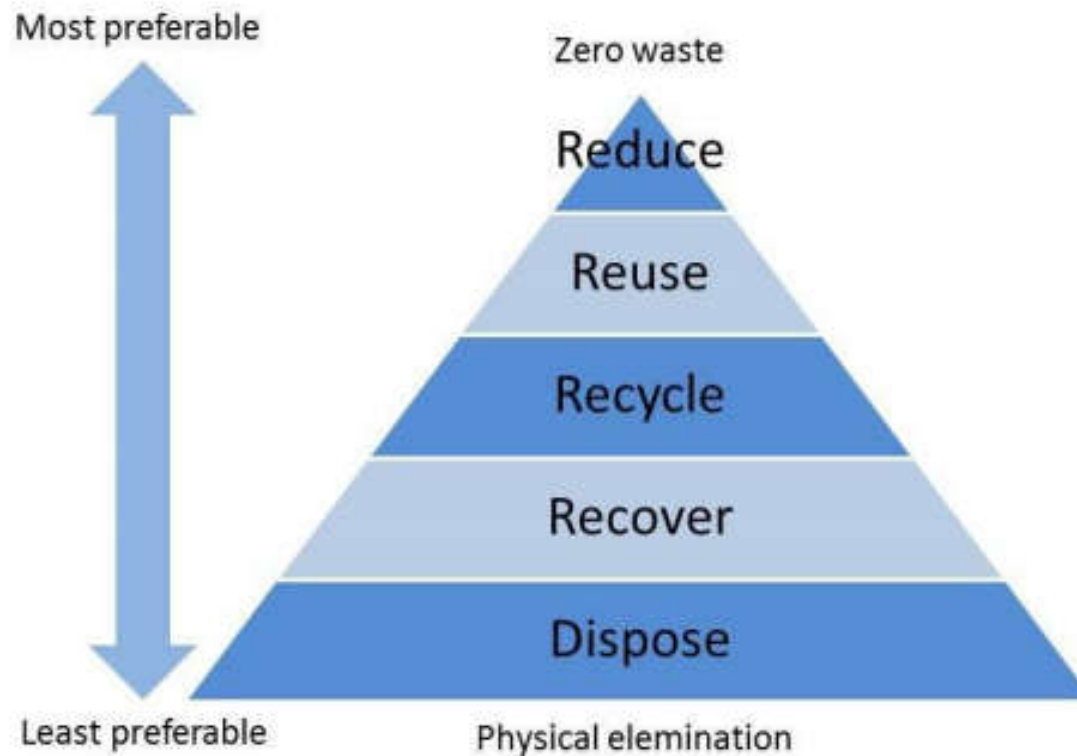 Most preferable
Zero waste
Reduce
Reuse
Recycle
Recover
Dispose
Least preferable
Physical elemination